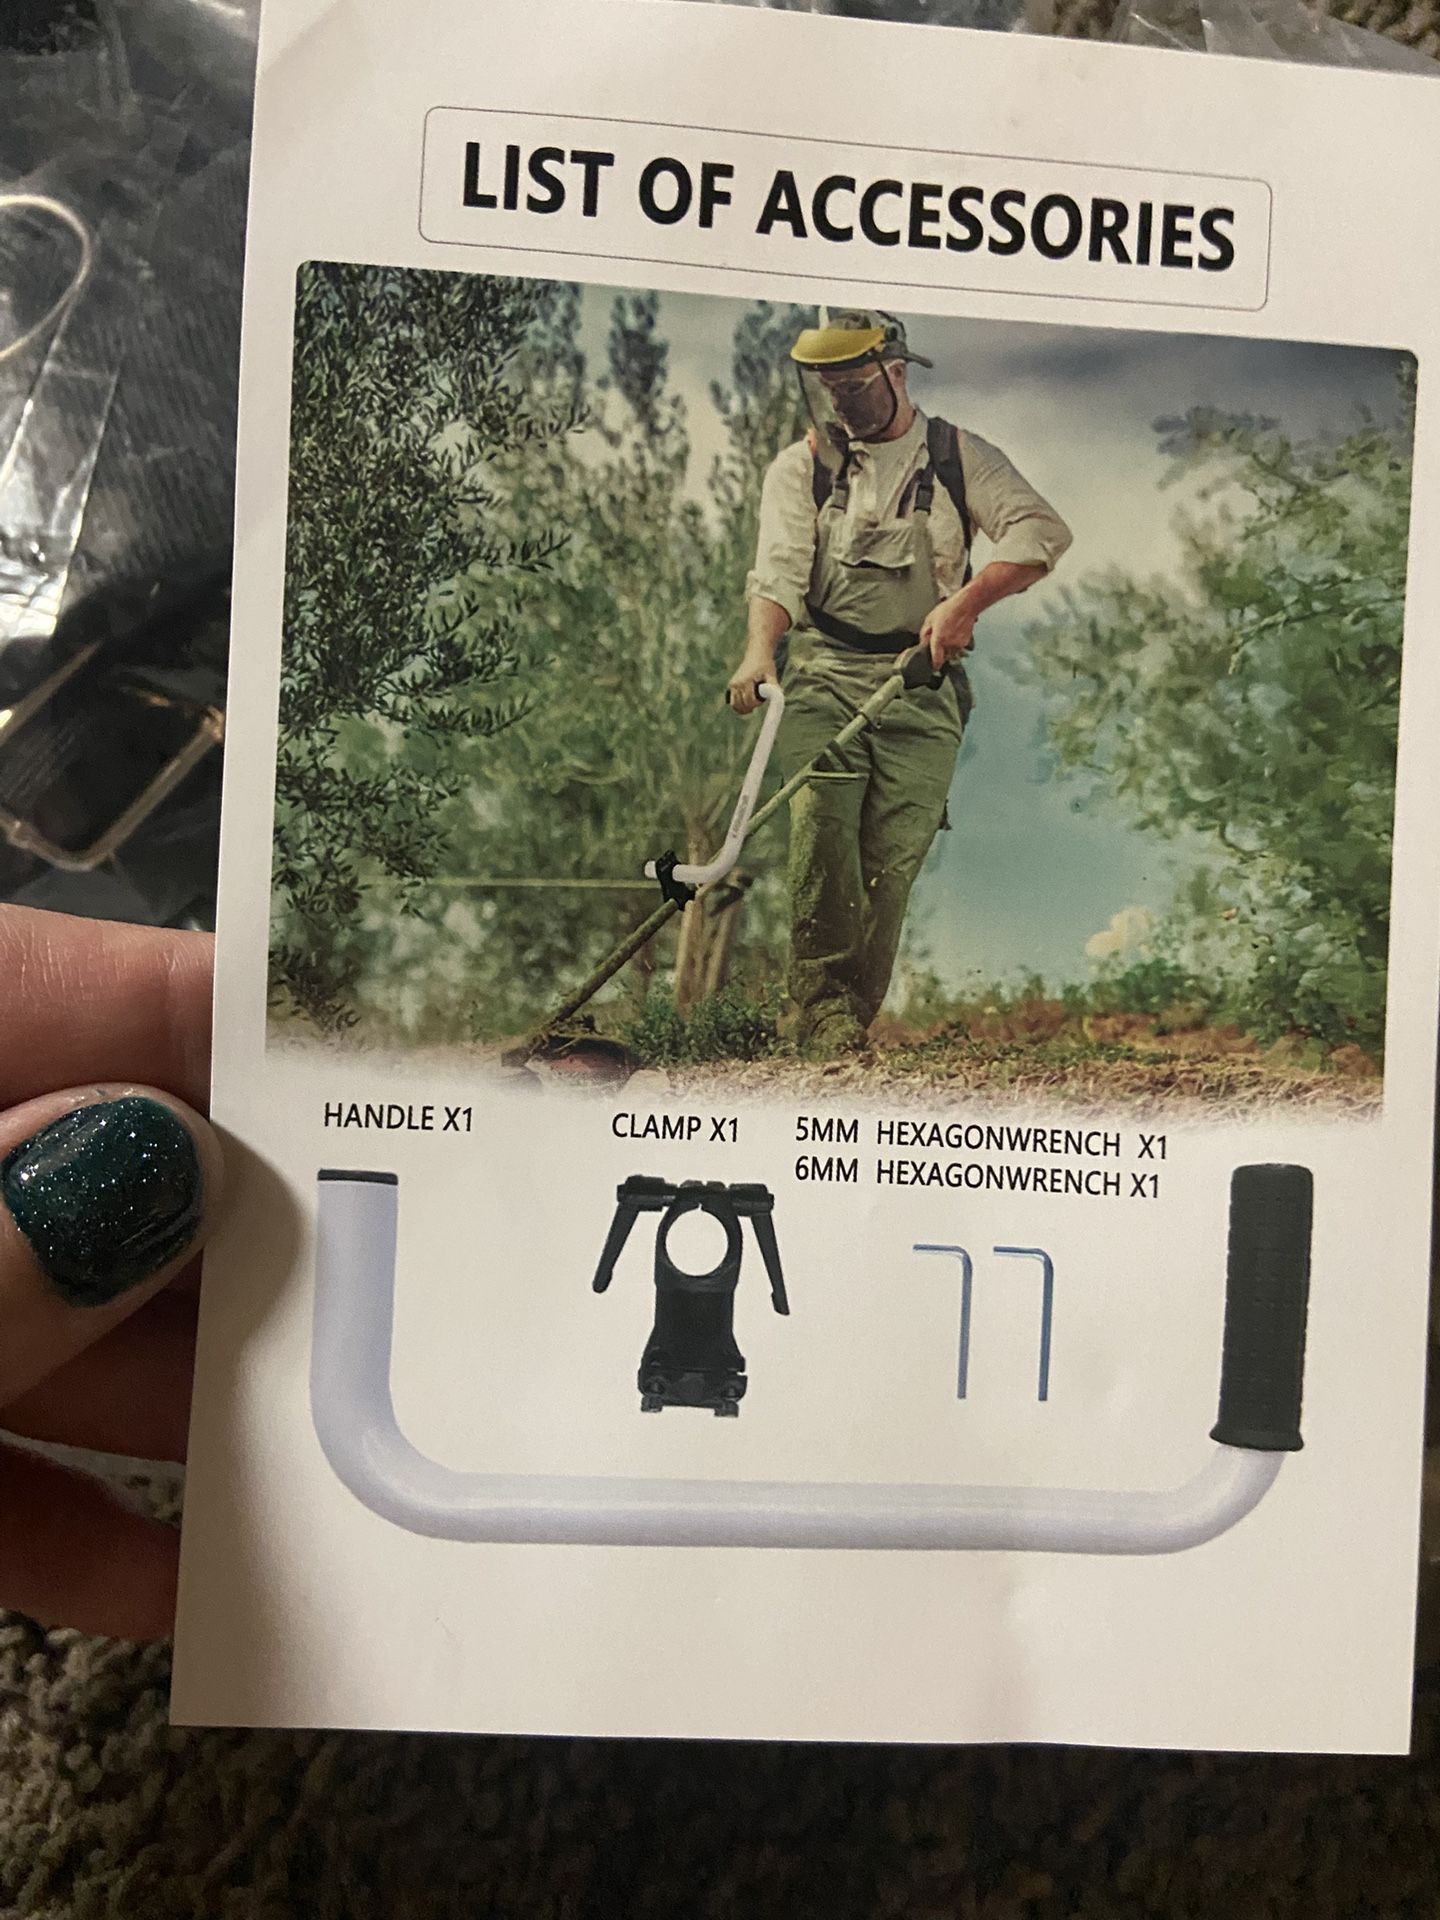 LIST OF ACCESSORIES
HANDLE X1
CLAMP X1
5MM HEXAGONWRENCH X1
6MM HEXAGONWRENCH X1